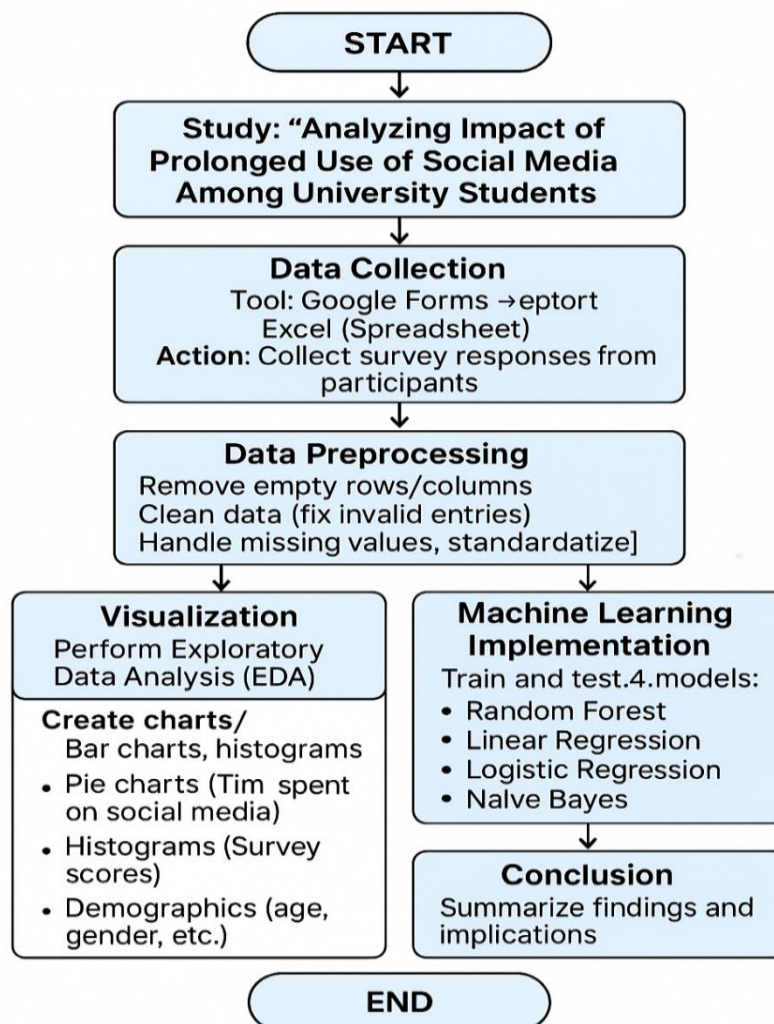 START
Study: “Analyzing Impact of
Prolonged Use of Social Media
Among University Students
Data Collection
Tool: Google Forms →eptort
Excel (Spreadsheet)
Action: Collect survey responses from
participants
Data Preprocessing
Remove empty rows/columns
Clean data (fix invalid entries)
Handle missing values, standardatize]
Visualization
Perform Exploratory
Data Analysis (EDA)
Create charts/
Bar charts, histograms
• Pie charts (Tim spent
on social media)
• Histograms (Survey
scores)
• Demographics (age,
gender, etc.)
Machine Learning
Implementation
Train and test.4.models:
• Random Forest
• Linear Regression
• Logistic Regression
• Nalve Bayes
Conclusion
Summarize findings and
implications
END